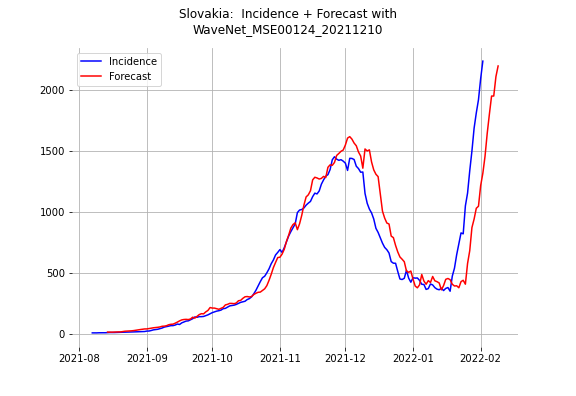 Slovakia:  Incidence + Forecast with
WaveNet_MSE00124_20211210
Incidence
Forecast
2000
1500
1000
500
0
2021-08 2021-09 2021-10 2021-11 2021-12 2022-01 2022-02